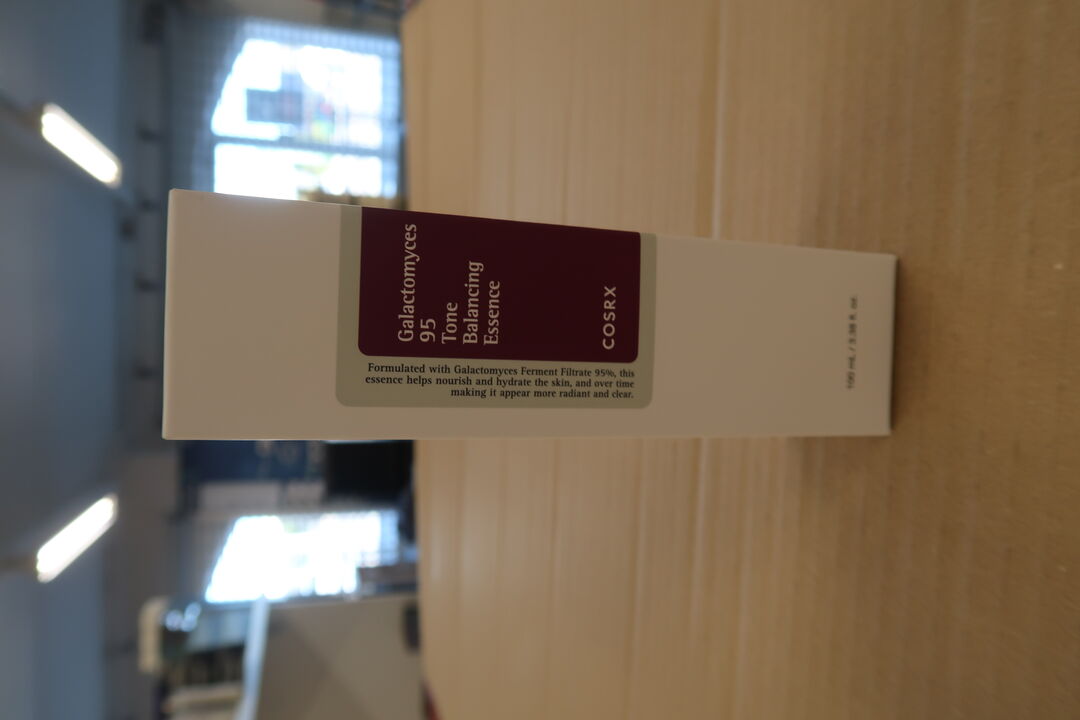 Galactomyces
95
Tone
Balancing
Essence
COSRX
Formulated with Galactomyces Ferment Filtrate 95%, this
essence helps nourish and hydrate the skin, and over time
making it appear more radiant and clear.
100 mL / 3.38 fl. oz.